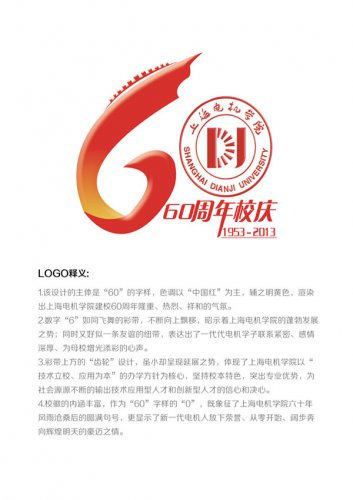 上海电机学院
SHANGHAI DIANJI UNIVERSITY
60周年校庆
1953-2013
LOGO释义：
1.该设计的主体是“60”的字样，色调以“中国红”为主，辅之明黄色，渲染
出上海电机学院建校60周年隆重、热烈、祥和的气氛。
2.数字“6”如同飞舞的彩带，不断向上飘移，昭示着上海电机学院的蓬勃发展
之势；同时又好似一条友谊的纽带，表达出了一代代电机学子联系紧密、感情
深厚、为母校增光添彩的心声。
3.彩带上方的“齿轮”设计，虽小却呈现延展之势，体现了上海电机学院以“
技术立校、应用为本”的办学方针为核心，坚持校本特色，突出专业优势，为
社会源源不断的输出技术应用型人才和创新型人才的信心和决心。
4.校徽的内涵丰富，作为“60”字样的“0”，既象征了上海电机学院六十年
风雨沧桑后的圆满句号，更显示了新一代电机人放下荣誉、从零开始、阔步奔
向辉煌明天的豪迈之情。